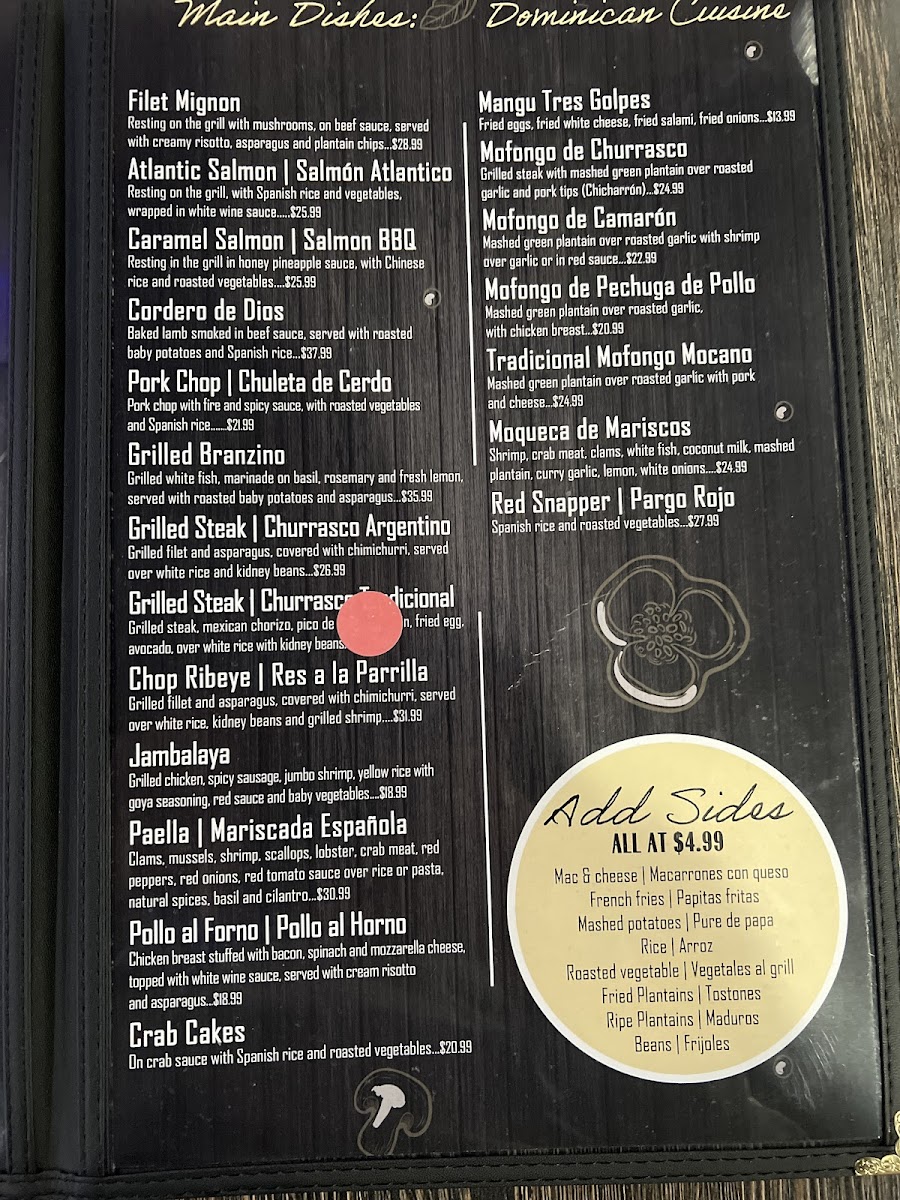 Main Dishes: Dominican Cuisine
Filet Mignon
Resting on the grill with mushrooms, on beef sauce, served
with creamy risotto, asparagus and plantain chips...$28.99
Atlantic Salmon | Salmón Atlantico
Resting on the grill, with Spanish rice and vegetables,
wrapped in white wine sauce.....$25.99
Caramel Salmon | Salmon BBQ
Resting in the grill in honey pineapple sauce, with Chinese
rice and roasted vegetables....$25.99
Cordero de Dios
Baked lamb smoked in beef sauce, served with roasted
baby potatoes and Spanish rice...$37.99
Pork Chop | Chuleta de Cerdo
Pork chop with fire and spicy sauce, with roasted vegetables
and Spanish rice.......$21.99
Grilled Branzino
Grilled white fish, marinade on basil, rosemary and fresh lemon,
served with roasted baby potatoes and asparagus...$35.99
Grilled Steak | Churrasco Argentino
Grilled filet and asparagus, covered with chimichurri, served
over white rice and kidney beans...$26.99
Grilled Steak | Churrasco Tradicional
Grilled steak, mexican chorizo, pico de fried egg,
avocado, over white rice with kidney beans.
Chop Ribeye | Res a la Parrilla
Grilled fillet and asparagus, covered with chimichurri, served
over white rice, kidney beans and grilled shrimp....$31.99
Jambalaya
Grilled chicken, spicy sausage, jumbo shrimp, yellow rice with
goya seasoning, red sauce and baby vegetables....$18.99
Paella | Mariscada Española
Clams, mussels, shrimp, scallops, lobster, crab meat, red
peppers, red onions, red tomato sauce over rice or pasta,
natural spices, basil and cilantro...$30.99
Pollo al Forno | Pollo al Horno
Chicken breast stuffed with bacon, spinach and mozzarella cheese,
topped with white wine sauce, served with cream risotto
and asparagus...$18.99
Crab Cakes
On crab sauce with Spanish rice and roasted vegetables...$20.99
Mangu Tres Golpes
Fried eggs, fried white cheese, fried salami, fried onions...$13.99
Mofongo de Churrasco
Grilled steak with mashed green plantain over roasted
garlic and pork tips (Chicharrón)...$24.99
Mofongo de Camarón
Mashed green plantain over roasted garlic with shrimp
over garlic or in red sauce...$22.99
Mofongo de Pechuga de Pollo
Mashed green plantain over roasted garlic,
with chicken breast...$20.99
Tradicional Mofongo Mocano
Mashed green plantain over roasted garlic with pork
and cheese...$24.99
Moqueca de Mariscos
Shrimp, crab meat, clams, white fish, coconut milk, mashed
plantain, curry garlic, lemon, white onions....$24.99
Red Snapper | Pargo Rojo
Spanish rice and roasted vegetables...$27.99
Add Sides
ALL AT $4.99
Mac & cheese | Macarrones con queso
French fries | Papitas fritas
Mashed potatoes | Pure de papa
Rice | Arroz
Roasted vegetable | Vegetales al grill
Fried Plantains | Tostones
Ripe Plantains | Maduros
Beans | Frijoles